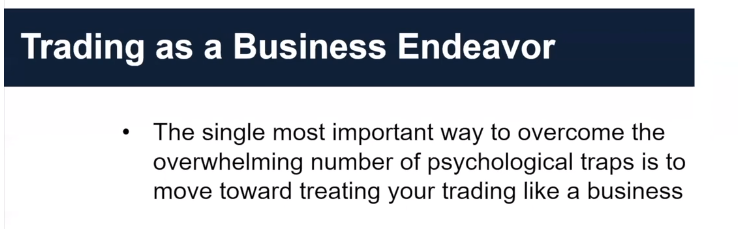 Trading as a Business Endeavor
• The single most important way to overcome the
overwhelming number of psychological traps is to
move toward treating your trading like a business